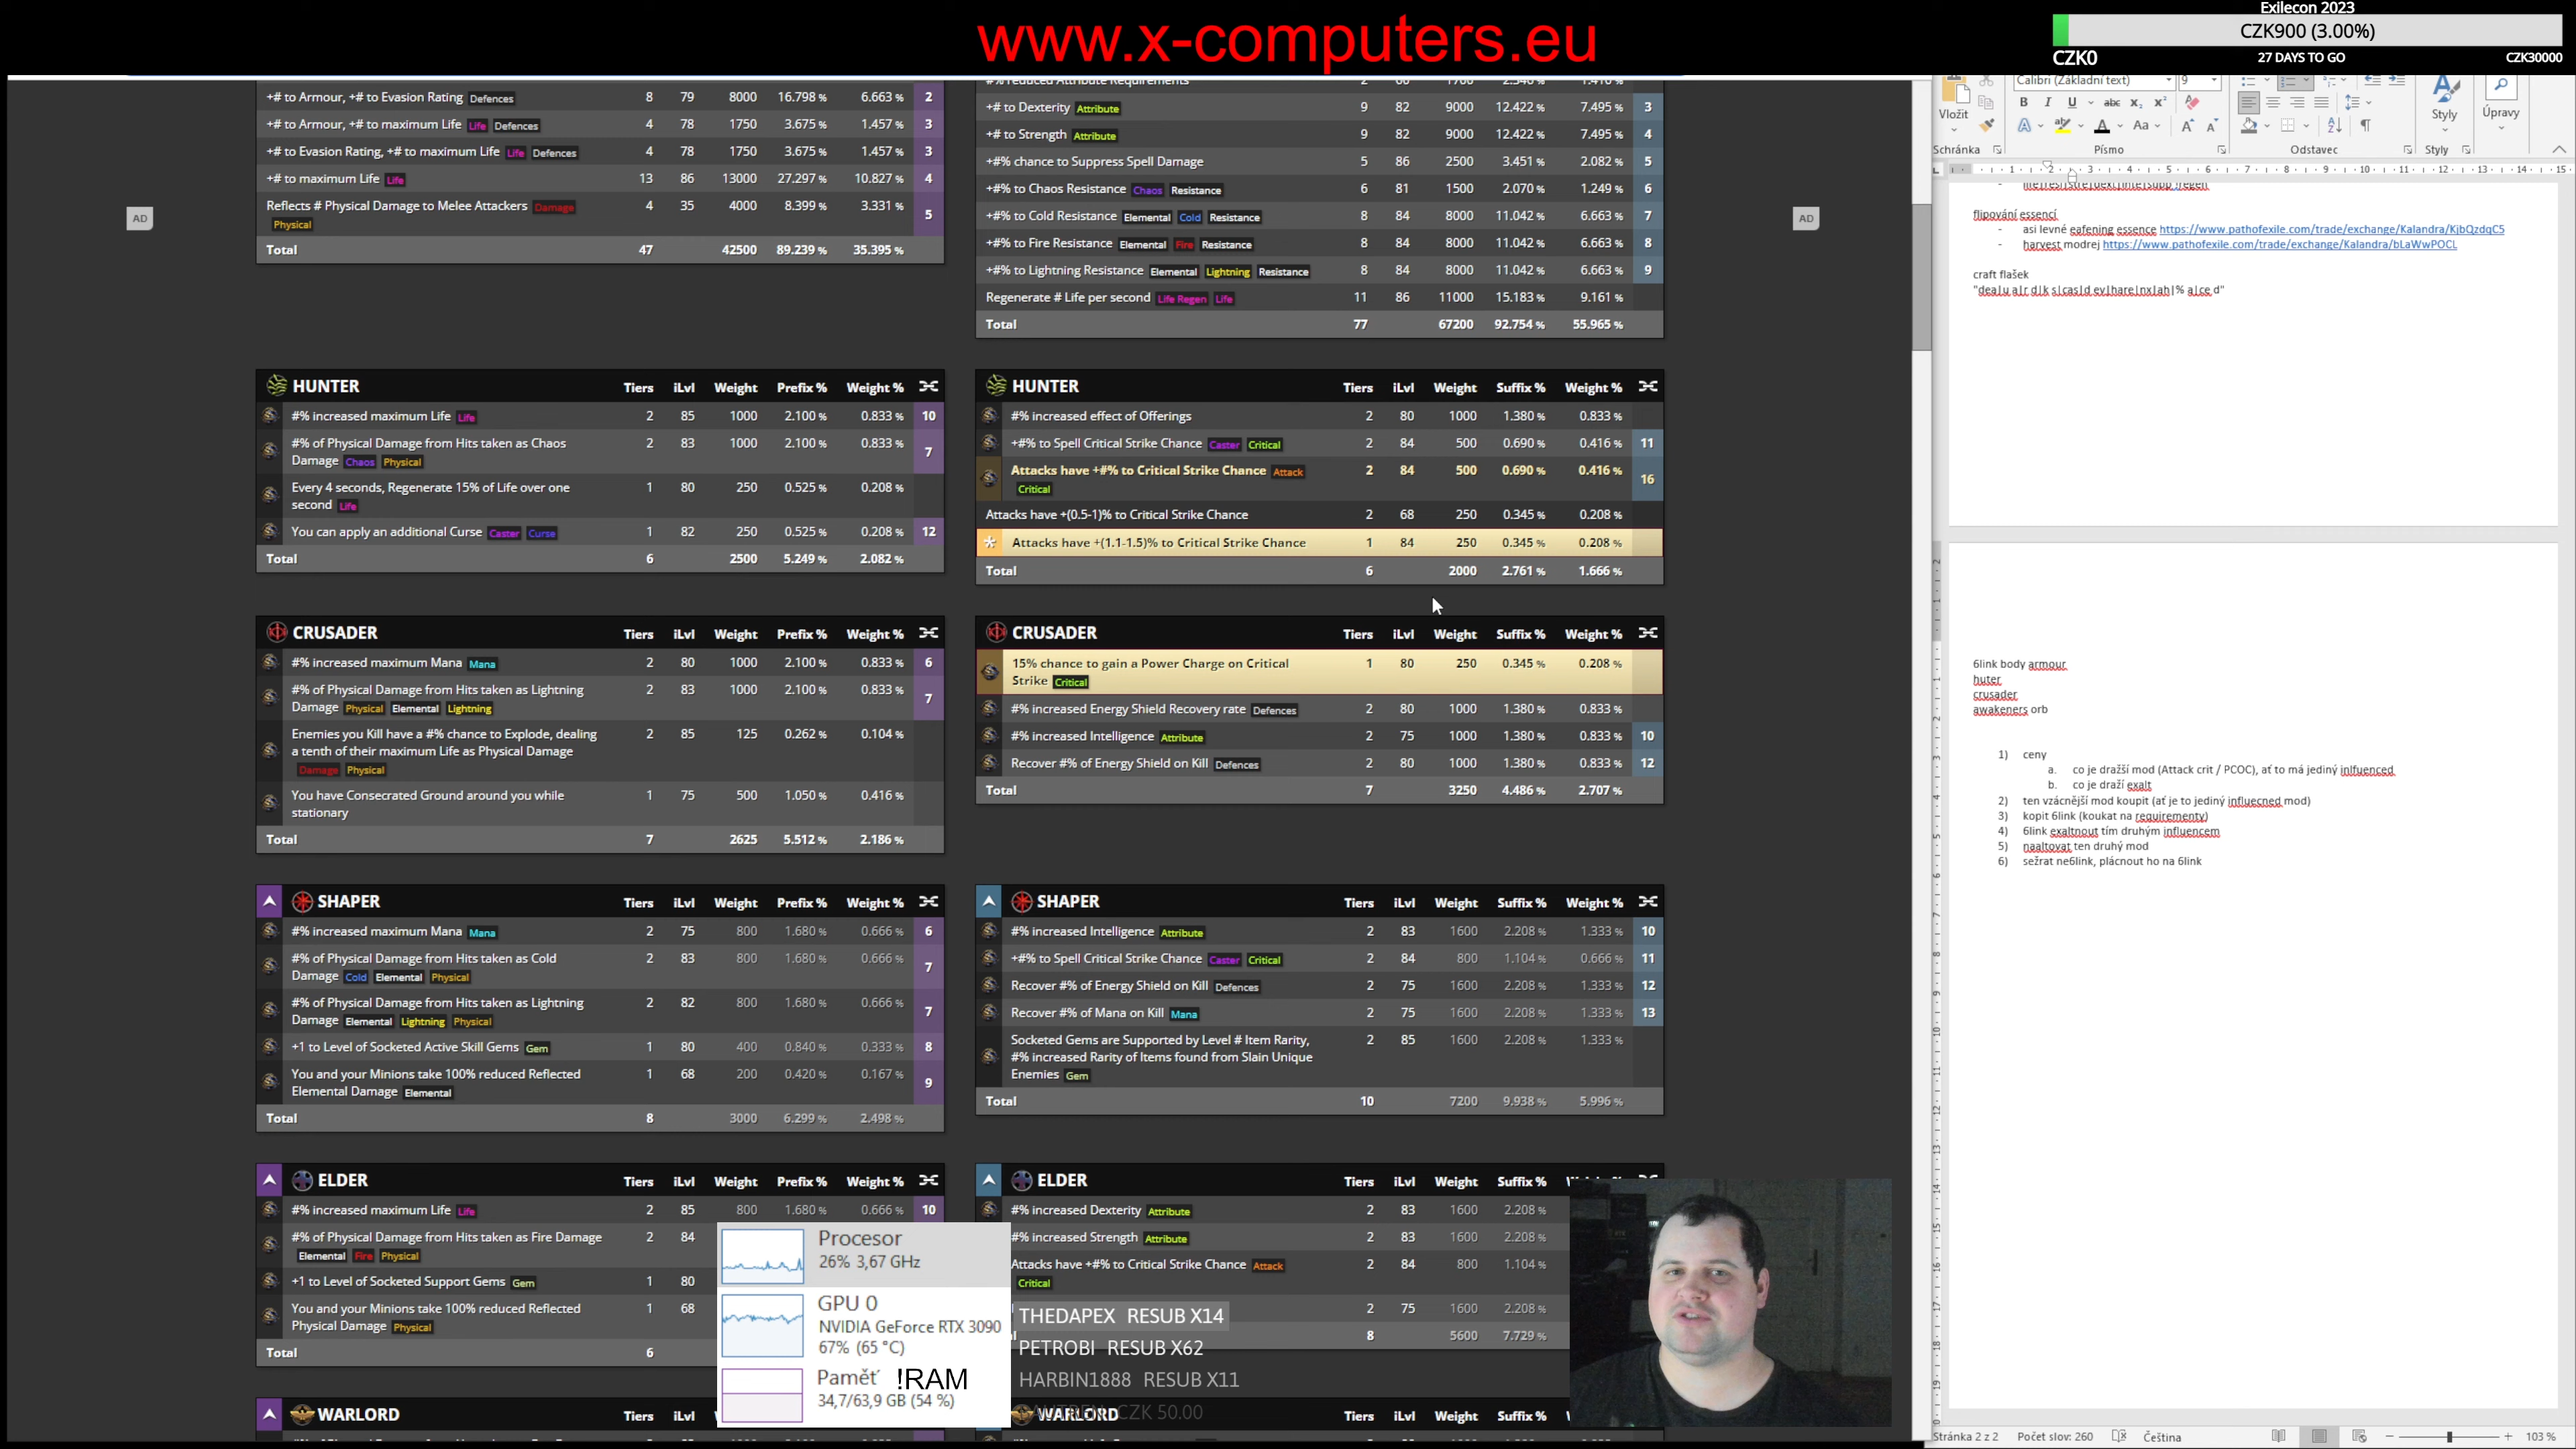 www.x-computers.eu
Exilecon 2023
CZK900 (3.00%)
CZK0 27 DAYS TO GO CZK30000
+# to Armour, +# to Evasion Rating Defences 8 79 8000 16.798 % 6.663 % 2
+# to Armour, +# to maximum Life Life Defences 4 78 1750 3.675 % 1.457 % 3
+# to Evasion Rating, +# to maximum Life Life Defences 4 78 1750 3.675 % 1.457 % 3
+# to maximum Life Life 13 86 13000 27.297 % 10.827 % 4
Reflects # Physical Damage to Melee Attackers Damage 4 35 4000 8.399 % 3.331 % 5
Physical
Total 47 42500 89.239 % 35.395 %
AD
+# to Dexterity Attribute 9 82 9000 12.422 % 7.495 % 3
+# to Strength Attribute 9 82 9000 12.422 % 7.495 % 4
+#% chance to Suppress Spell Damage 5 86 2500 3.451 % 2.082 % 5
+#% to Chaos Resistance Chaos Resistance 6 81 1500 2.070 % 1.249 % 6
+#% to Cold Resistance Elemental Cold Resistance 8 84 8000 11.042 % 6.663 % 7
+#% to Fire Resistance Elemental Fire Resistance 8 84 8000 11.042 % 6.663 % 8
+#% to Lightning Resistance Elemental Lightning Resistance 8 84 8000 11.042 % 6.663 % 9
Regenerate # Life per second Life Regen Life 11 86 11000 15.183 % 9.161 %
Total 77 67200 92.754 % 55.965 %
AD
HUNTER Tiers iLvl Weight Prefix % Weight %
#% increased maximum Life Life 2 85 1000 2.100 % 0.833 % 10
#% of Physical Damage from Hits taken as Chaos 2 83 1000 2.100 % 0.833 % 7
Damage Chaos Physical
Every 4 seconds, Regenerate 15% of Life over one 1 80 250 0.525 % 0.208 %
second Life
You can apply an additional Curse Caster Curse 1 82 250 0.525 % 0.208 % 12
Total 6 2500 5.249 % 2.082 %
HUNTER Tiers iLvl Weight Suffix % Weight %
#% increased effect of Offerings 2 80 1000 1.380 % 0.833 %
+#% to Spell Critical Strike Chance Caster Critical 2 84 500 0.690 % 0.416 % 11
Attacks have +#% to Critical Strike Chance Attack 2 84 500 0.690 % 0.416 % 16
Critical
Attacks have +(0.5-1)% to Critical Strike Chance 2 68 250 0.345 % 0.208 %
* Attacks have +(1.1-1.5)% to Critical Strike Chance 1 84 250 0.345 % 0.208 %
Total 6 2000 2.761 % 1.666 %
CRUSADER Tiers iLvl Weight Prefix % Weight %
#% increased maximum Mana Mana 2 80 1000 2.100 % 0.833 % 6
#% of Physical Damage from Hits taken as Lightning 2 83 1000 2.100 % 0.833 % 7
Damage Physical Elemental Lightning
Enemies you Kill have a #% chance to Explode, dealing 2 85 125 0.262 % 0.104 %
a tenth of their maximum Life as Physical Damage
Damage Physical
You have Consecrated Ground around you while 1 75 500 1.050 % 0.416 %
stationary
Total 7 2625 5.512 % 2.186 %
CRUSADER Tiers iLvl Weight Suffix % Weight %
15% chance to gain a Power Charge on Critical 1 80 250 0.345 % 0.208 %
Strike Critical
#% increased Energy Shield Recovery rate Defences 2 80 1000 1.380 % 0.833 %
#% increased Intelligence Attribute 2 75 1000 1.380 % 0.833 % 10
Recover #% of Energy Shield on Kill Defences 2 80 1000 1.380 % 0.833 % 12
Total 7 3250 4.486 % 2.707 %
SHAPER Tiers iLvl Weight Prefix % Weight %
#% increased maximum Mana Mana 2 75 800 1.680 % 0.666 % 6
#% of Physical Damage from Hits taken as Cold 2 83 800 1.680 % 0.666 % 7
Damage Cold Elemental Physical
#% of Physical Damage from Hits taken as Lightning 2 82 800 1.680 % 0.666 % 7
Damage Elemental Lightning Physical
+1 to Level of Socketed Active Skill Gems Gem 1 80 400 0.840 % 0.333 % 8
You and your Minions take 100% reduced Reflected 1 68 200 0.420 % 0.167 % 9
Elemental Damage Elemental
Total 8 3000 6.299 % 2.498 %
SHAPER Tiers iLvl Weight Suffix % Weight %
#% increased Intelligence Attribute 2 83 1600 2.208 % 1.333 % 10
+#% to Spell Critical Strike Chance Caster Critical 2 84 800 1.104 % 0.666 % 11
Recover #% of Energy Shield on Kill Defences 2 75 1600 2.208 % 1.333 % 12
Recover #% of Mana on Kill Mana 2 75 1600 2.208 % 1.333 % 13
Socketed Gems are Supported by Level # Item Rarity, 2 85 1600 2.208 % 1.333 %
#% increased Rarity of Items found from Slain Unique
Enemies Gem
Total 10 7200 9.938 % 5.996 %
ELDER Tiers iLvl Weight Prefix % Weight %
#% increased maximum Life Life 2 85 800 1.680 % 0.666 % 10
#% of Physical Damage from Hits taken as Fire Damage 2 84
Elemental Fire Physical
+1 to Level of Socketed Support Gems Gem 1 80
You and your Minions take 100% reduced Reflected 1 68
Physical Damage Physical
Total 6
ELDER Tiers iLvl Weight Suffix %
#% increased Dexterity Attribute 2 83 1600 2.208 %
#% increased Strength Attribute 2 83 1600 2.208 %
Attacks have +#% to Critical Strike Chance Attack 2 84 800 1.104 %
Critical
2 75 1600 2.208 %
8 5600 7.729 %
WARLORD Tiers iLvl
WARLORD Tiers iLvl Weight Suffix % Weight %
Procesor
26% 3,67 GHz
GPU 0
NVIDIA GeForce RTX 3090
67% (65 °C)
Paměť !RAM
34,7/63,9 GB (54 %)
THEDAPEX RESUB X14
PETROBI RESUB X62
HARBIN1888 RESUB X11
CZK 50.00
Calibri (Základní text) 9
Vložit
Styly
Úpravy
Schránka Písmo Odstavec Styly
flipování essencí
- asi levné eafening essence https://www.pathofexile.com/trade/exchange/Kalandra/KjbQzdqC5
- harvest modrej https://www.pathofexile.com/trade/exchange/Kalandra/bLaWwPOCL
craft flašek
"dea|u a|r d|k s|cas|d ev|hare|nx|ah|% a|ce d"
6link body armour
huter
crusader
awakeners orb
1) ceny
a. co je dražší mod (Attack crit / PCOC), ať to má jediný inlfuenced
b. co je draží exalt
2) ten vzácnější mod koupit (ať je to jediný influecned mod)
3) kopit 6link (koukat na requirementy)
4) 6link exaltnout tím druhým influencem
5) naaltovat ten druhý mod
6) sežrat ne6link, plácnout ho na 6link
Stránka 2 z 2 Počet slov: 260 Čeština 103 %